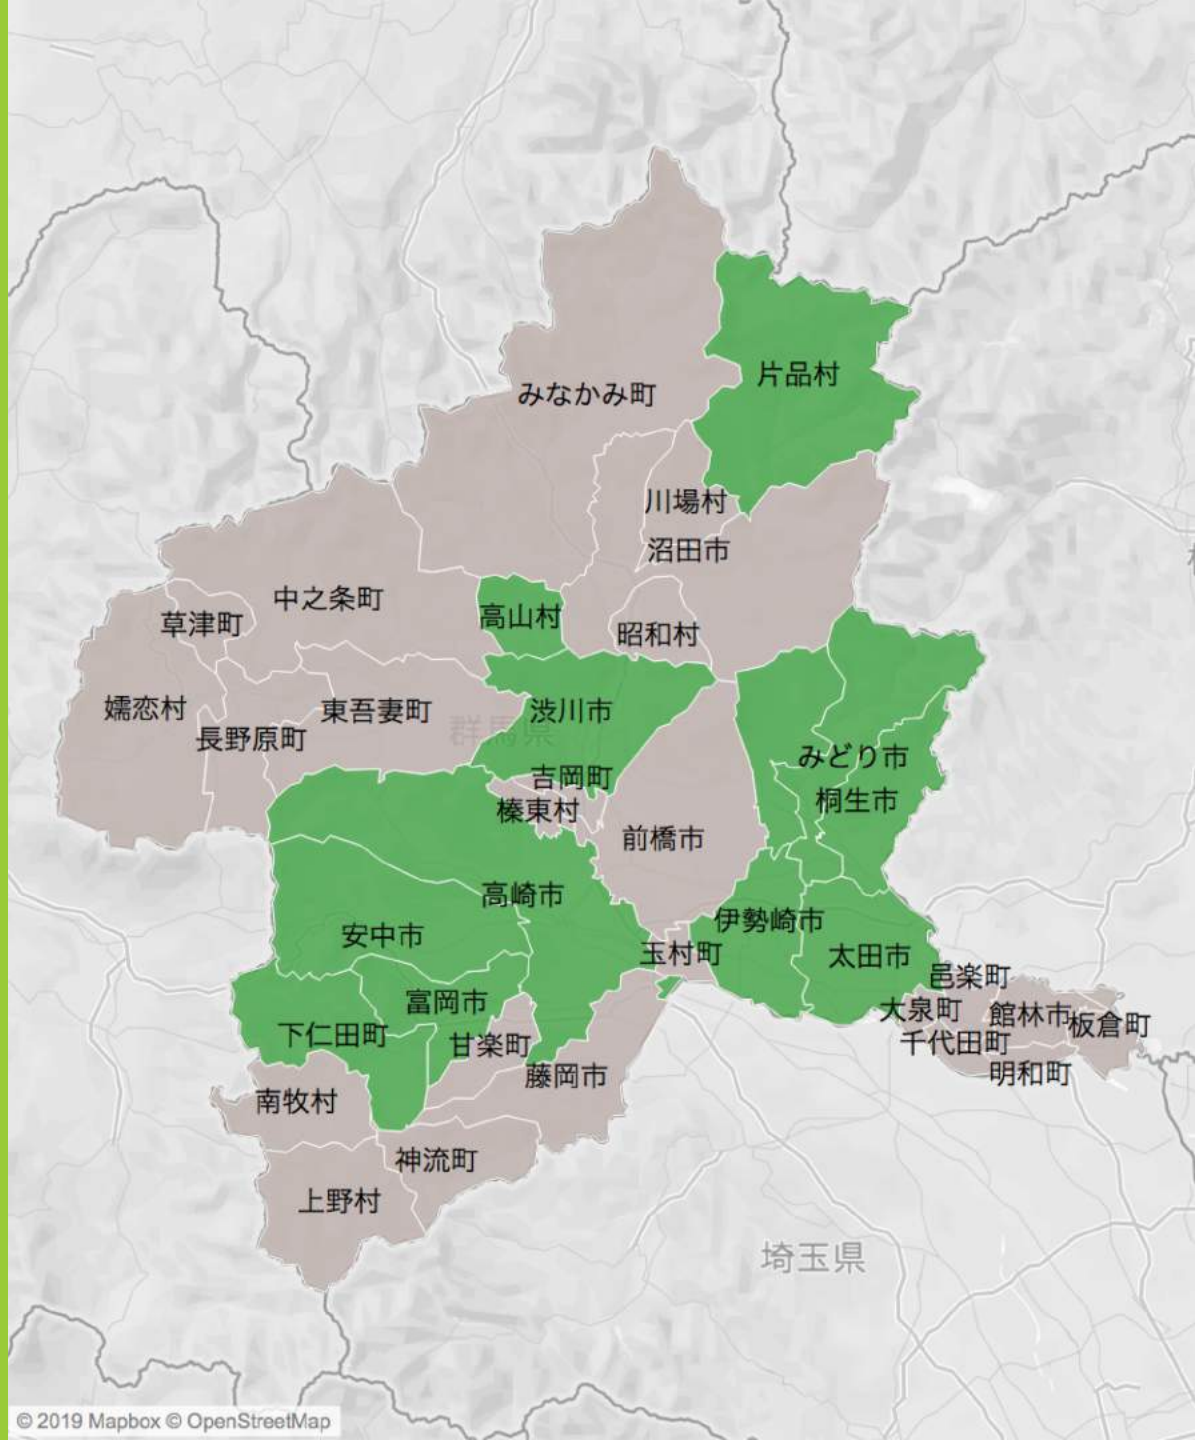 片品村
みなかみ町
川場村
沼田市
中之条町
高山村
草津町
昭和村
嬬恋村
東吾妻町
渋川市
群馬県
長野原町
みどり市
吉岡町
桐生市
榛東村
前橋市
高崎市
伊勢崎市
安中市
玉村町
太田市
邑楽町
富岡市
大泉町
館林市
板倉町
下仁田町
甘楽町
千代田町
藤岡市
明和町
南牧村
神流町
上野村
埼玉県
© 2019 Mapbox © OpenStreetMap